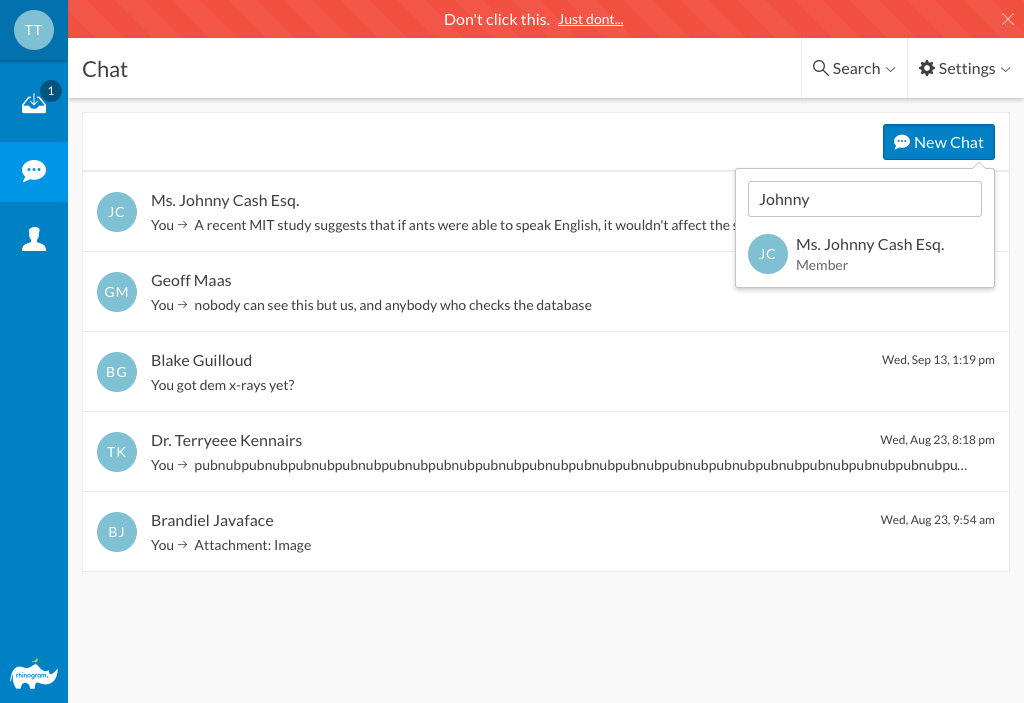 TT
Don't click this. Just dont...
1
Chat
Search
Settings
New Chat
Johnny
JC
Ms. Johnny Cash Esq.
Member
JC
Ms. Johnny Cash Esq.
You → A recent MIT study suggests that if ants were able to speak English, it wouldn't affect the
GM
Geoff Maas
You → nobody can see this but us, and anybody who checks the database
BG
Blake Guilloud
Wed, Sep 13, 1:19 pm
You got dem x-rays yet?
TK
Dr. Terryeee Kennairs
Wed, Aug 23, 8:18 pm
You → pubnubpubnubpubnubpubnubpubnubpubnubpubnubpubnubpubnubpubnubpubnubpubnubpubnubpubnubpubnubpubnubpu...
BJ
Brandiel Javaface
Wed, Aug 23, 9:54 am
You → Attachment: Image
rhinogram